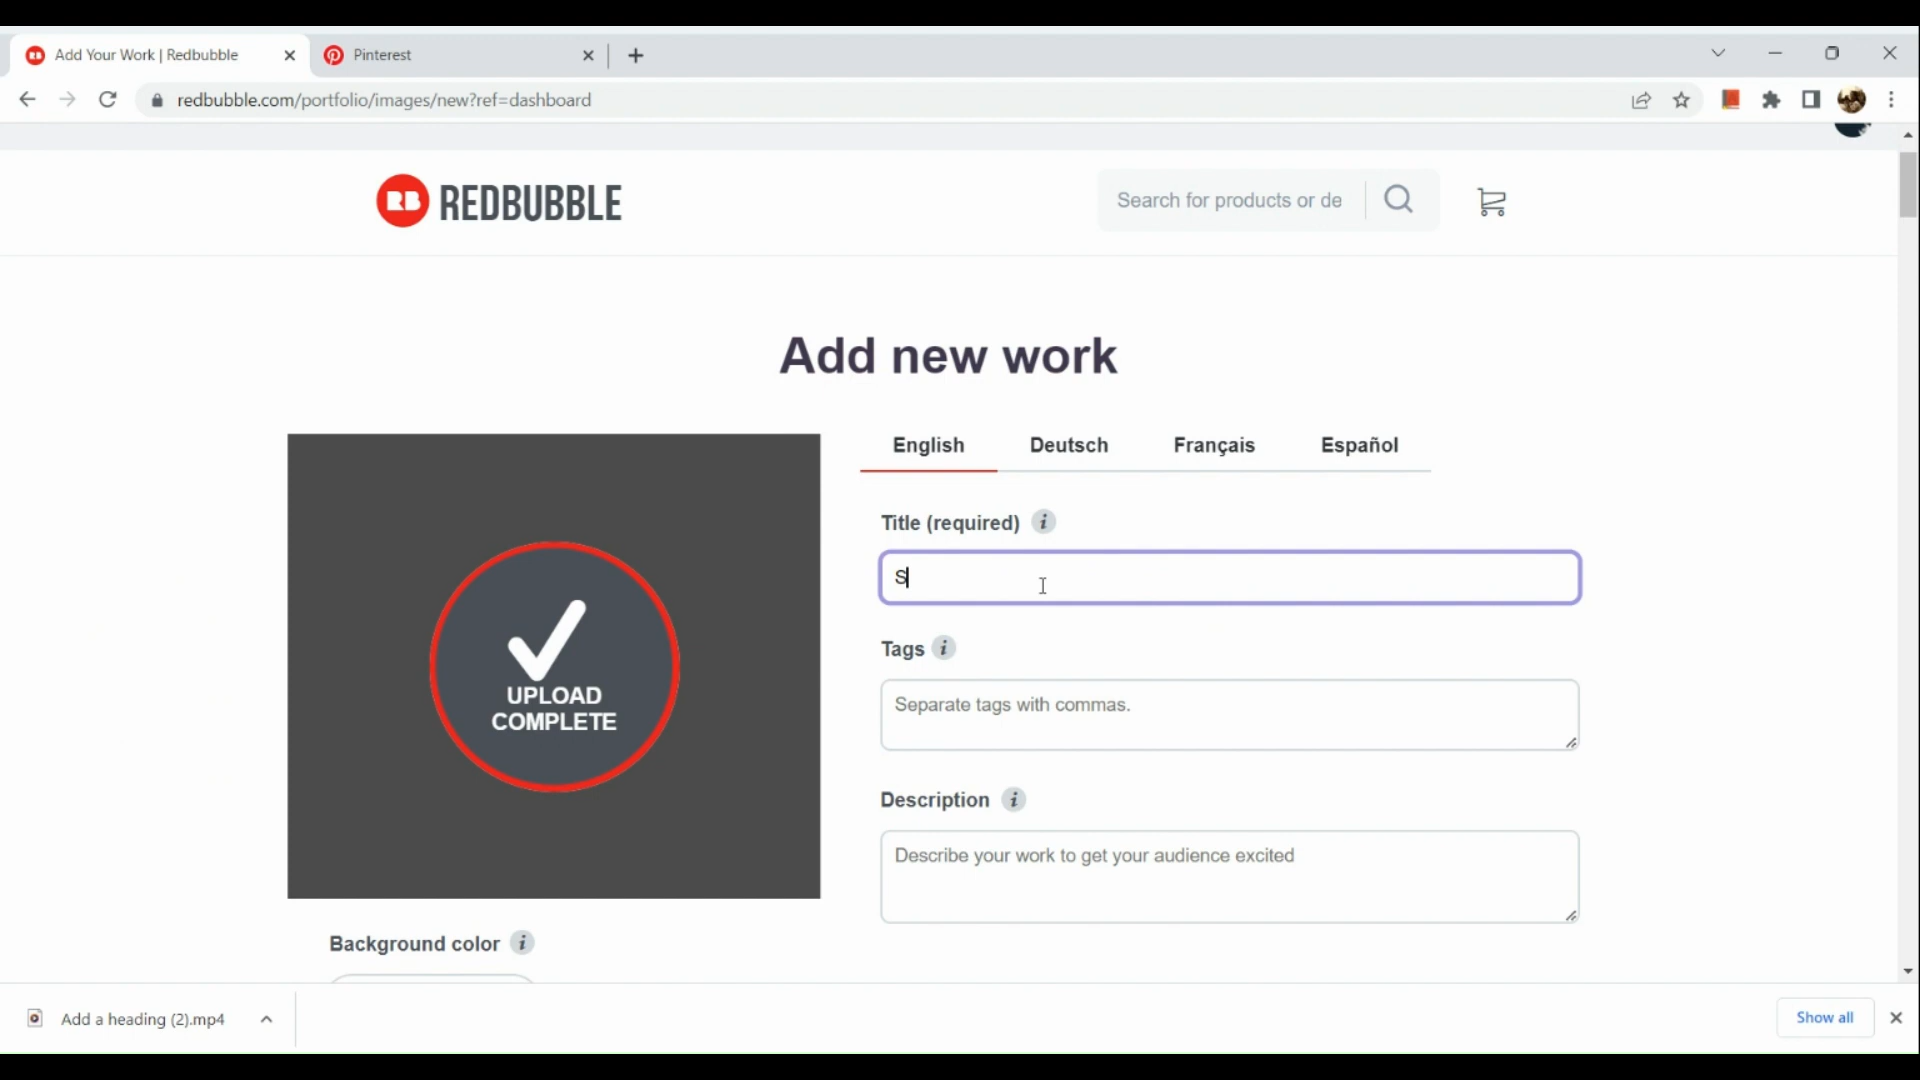 Add Your Work | Redbubble
Pinterest
redbubble.com/portfolio/images/new?ref=dashboard
RB REDBUBBLE
Search for products or de
Add new work
English Deutsch Français Español
Title (required) i
S
Tags i
Separate tags with commas.
UPLOAD
COMPLETE
Description i
Describe your work to get your audience excited
Background color i
Add a heading (2).mp4
Show all